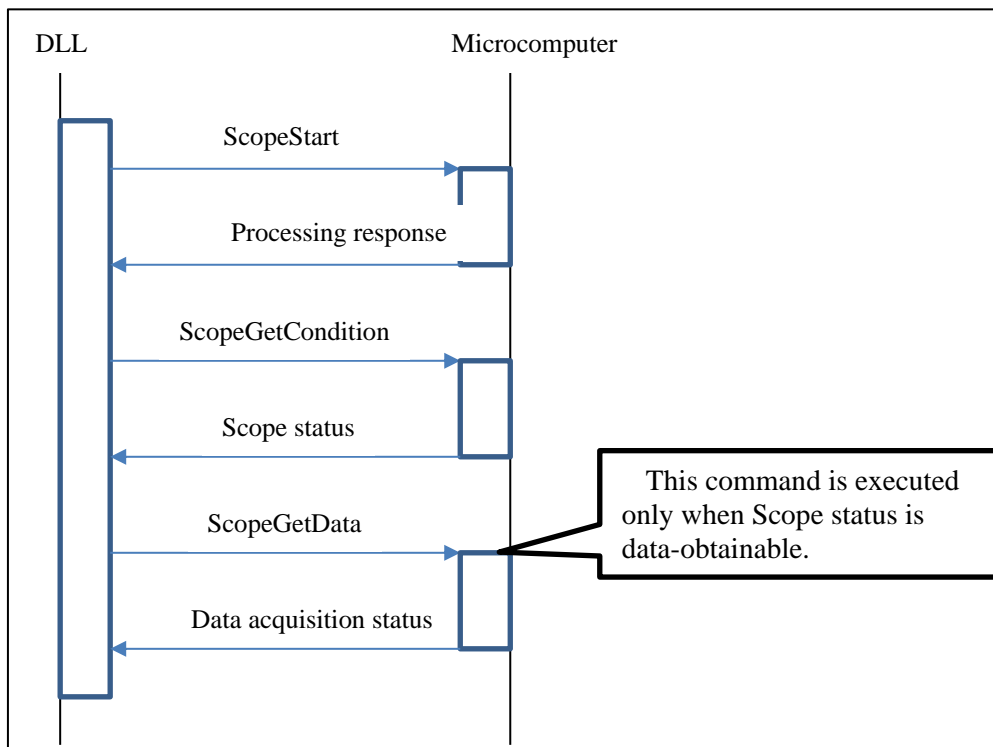 DLL
Microcomputer
ScopeStart
Processing response
ScopeGetCondition
Scope status
This command is executed
only when Scope status is
data-obtainable.
ScopeGetData
Data acquisition status